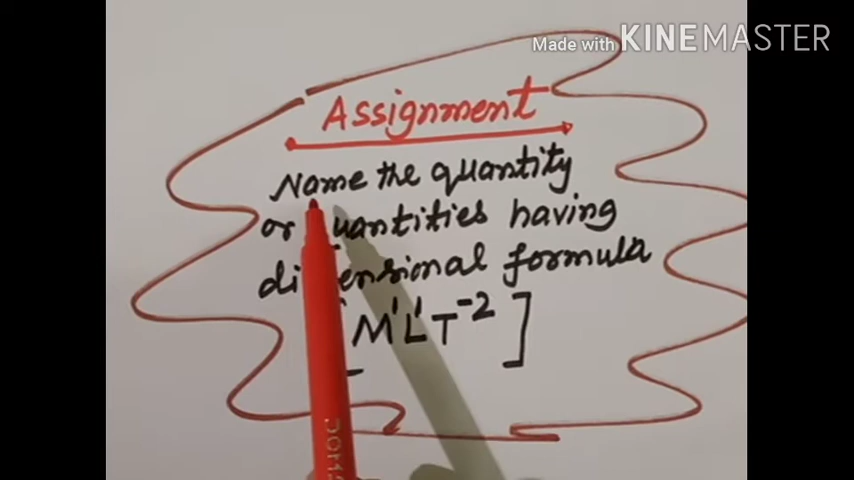 Made with KINEMASTER
Assignment
Name the quantity
or quantities having
dimensional formula
[M¹L¹T⁻²]